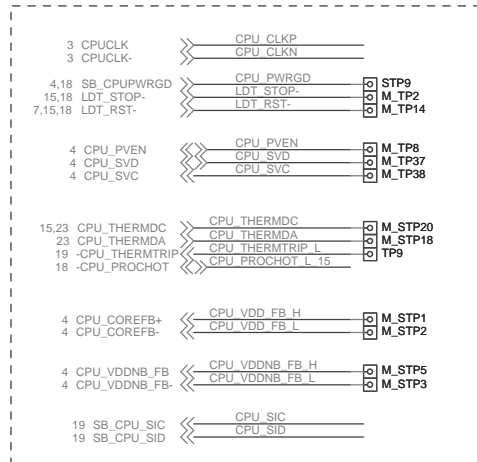 3 CPUCLK CPU_CLKP
3 CPUCLK- CPU_CLKN
4,18 SB_CPUPWRGD CPU_PWRGD STP9
15,18 LDT_STOP- LDT_STOP- M_TP2
7,15,18 LDT_RST- LDT_RST- M_TP14
4 CPU_PVEN CPU_PVEN M_TP8
4 CPU_SVD CPU_SVD M_TP37
4 CPU_SVC CPU_SVC M_TP38
15,23 CPU_THERMDC CPU_THERMDC M_STP20
23 CPU_THERMDA CPU_THERMDA M_STP18
19 -CPU_THERMTRIP CPU_THERMTRIP_L TP9
18 -CPU_PROCHOT CPU_PROCHOT_L_15
4 CPU_COREFB+ CPU_VDD_FB_H M_STP1
4 CPU_COREFB- CPU_VDD_FB_L M_STP2
4 CPU_VDDNB_FB CPU_VDDNB_FB_H M_STP5
4 CPU_VDDNB_FB- CPU_VDDNB_FB_L M_STP3
19 SB_CPU_SIC CPU_SIC
19 SB_CPU_SID CPU_SID